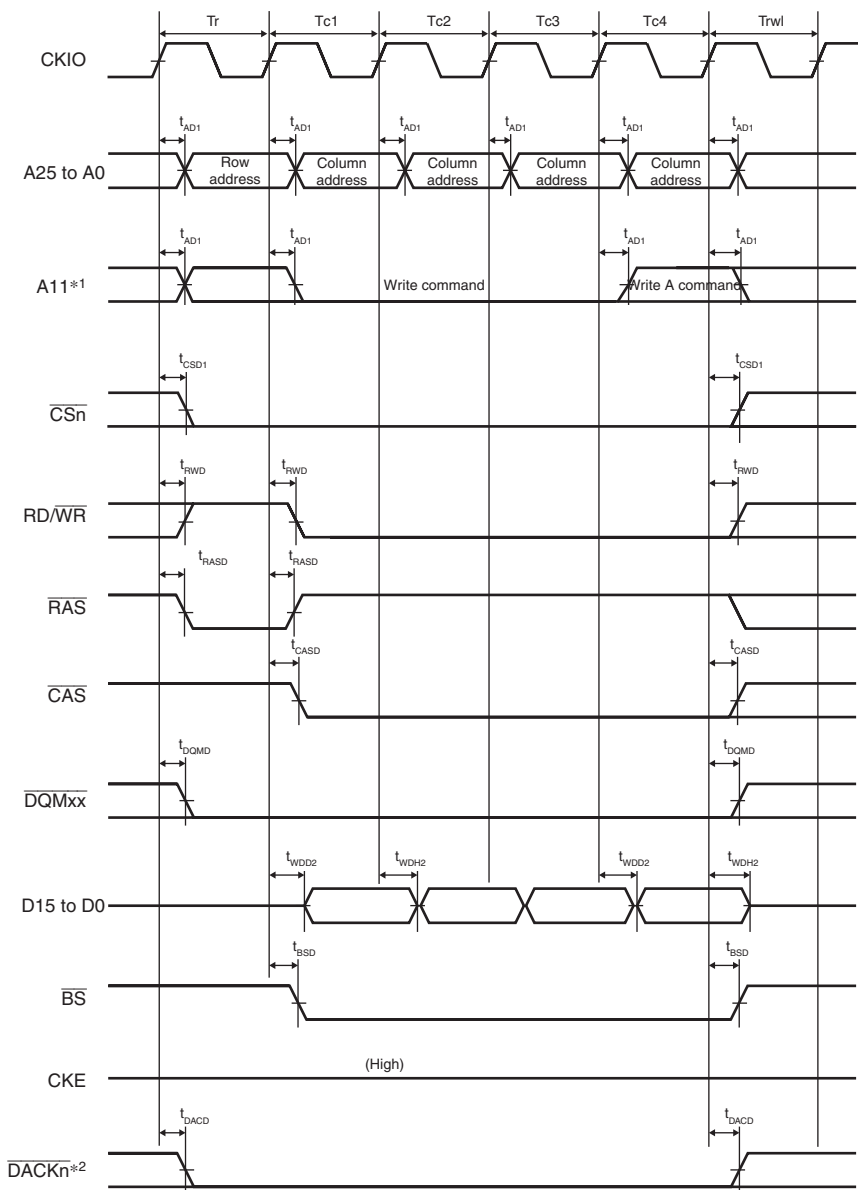 Tr Tc1 Tc2 Tc3 Tc4 Trwl
CKIO
tAD1 tAD1 tAD1 tAD1 tAD1 tAD1
A25 to A0
Row address
Column address
Column address
Column address
Column address
tAD1 tAD1 tAD1 tAD1
A11*1
Write command
Write A command
tCSD1 tCSD1
CSn
tRWD tRWD tRWD
RD/WR
tRASD tRASD
RAS
tCASD tCASD
CAS
tDQMD tDQMD
DQMxx
tWDD2 tWDH2 tWDD2 tWDH2
D15 to D0
tBSD tBSD
BS
(High)
CKE
tDACD tDACD
DACKn*2